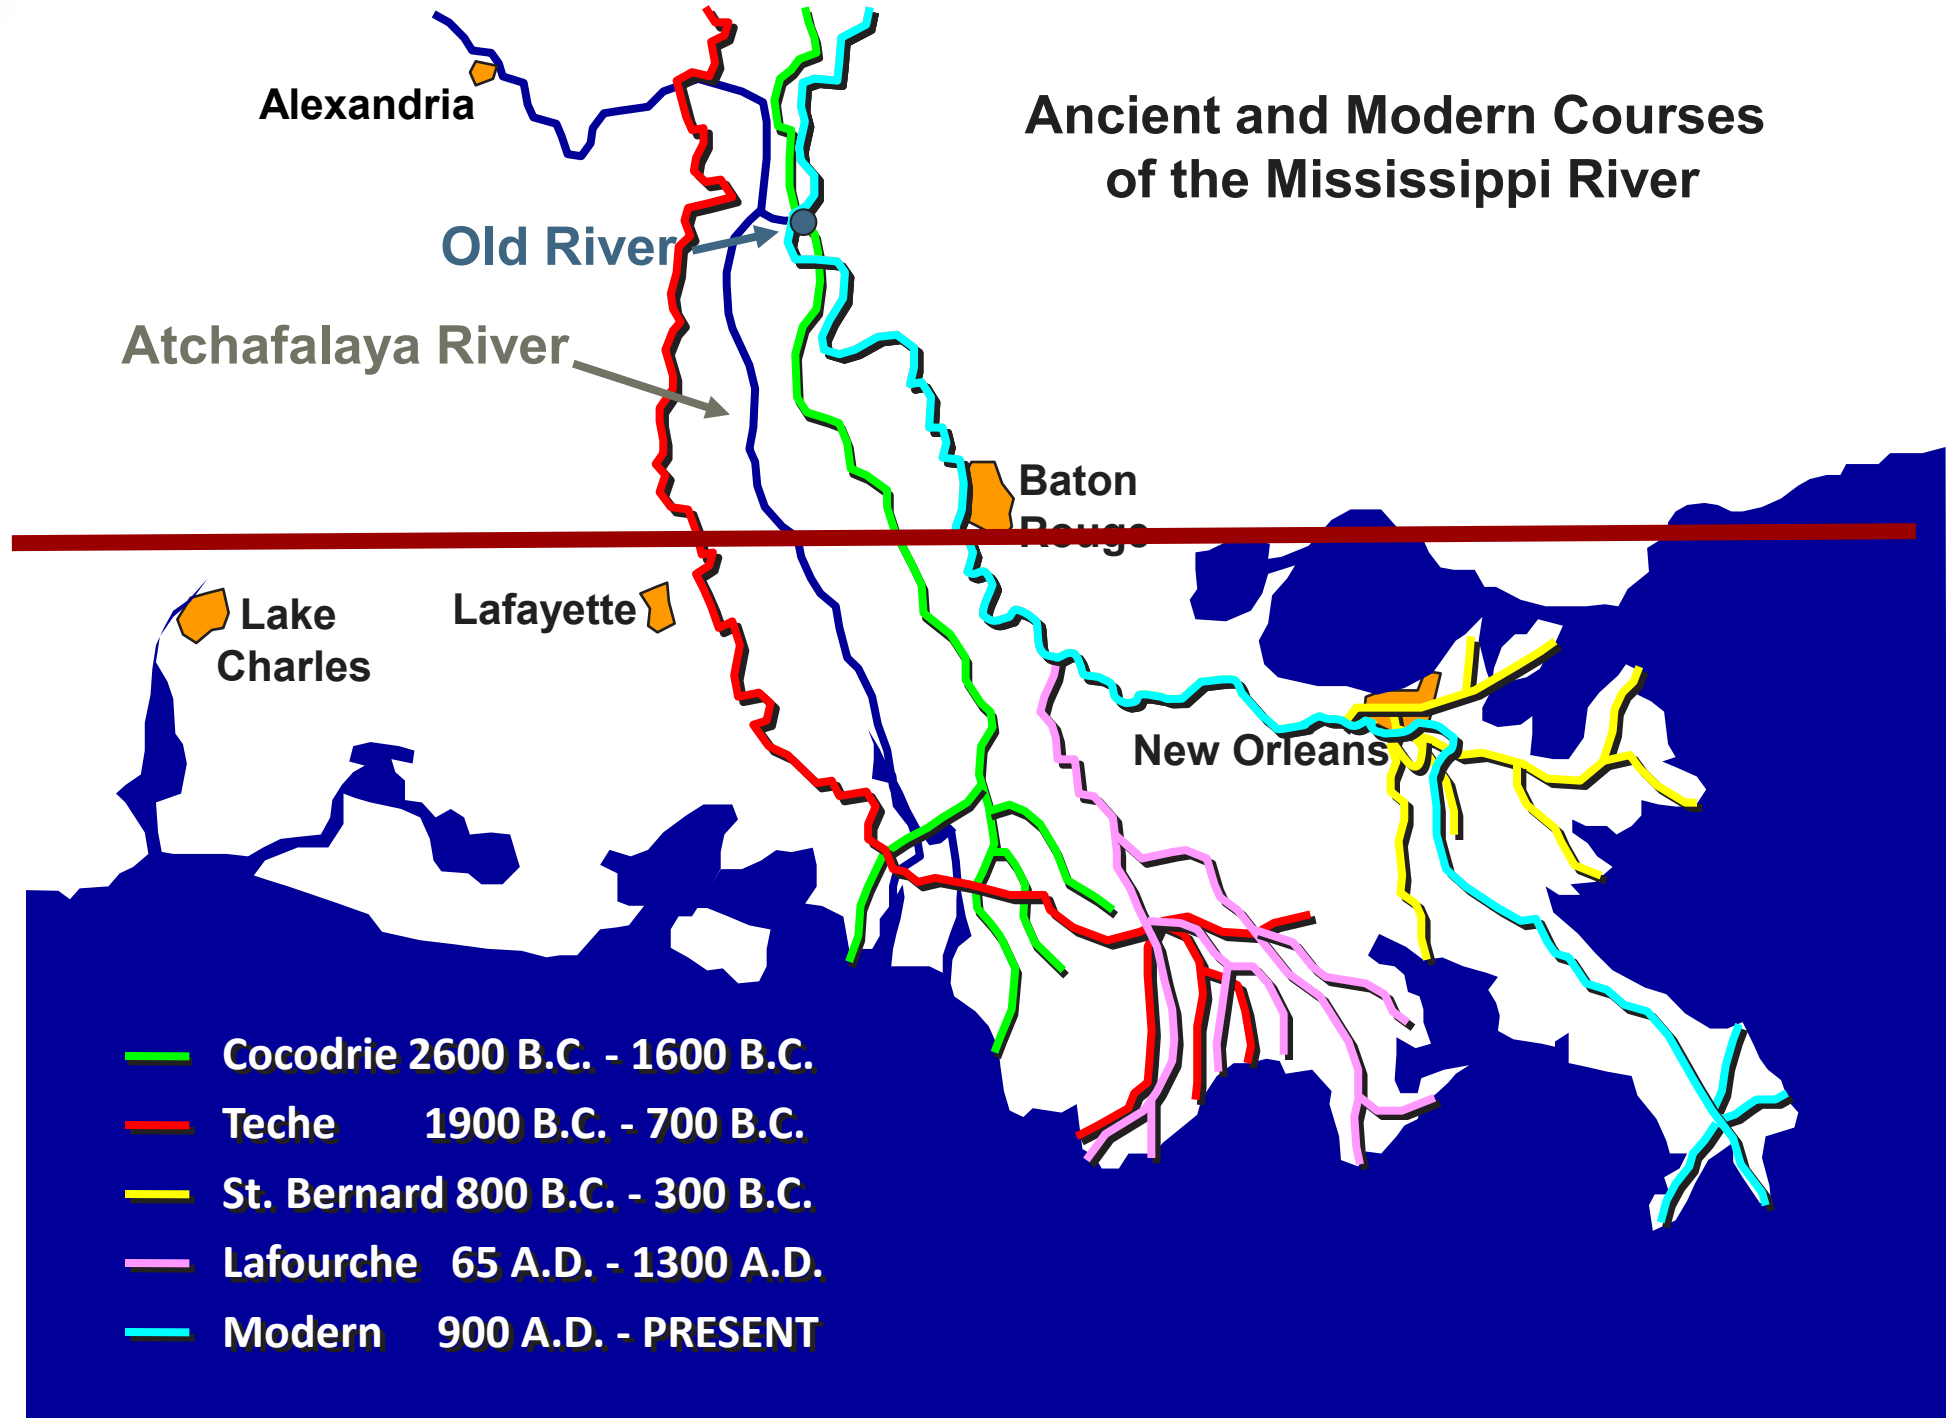 Ancient and Modern Courses
of the Mississippi River
Alexandria
Old River
Atchafalaya River
Baton
Rouge
Lake
Charles
Lafayette
New Orleans
Cocodrie 2600 B.C. - 1600 B.C.
Teche 1900 B.C. - 700 B.C.
St. Bernard 800 B.C. - 300 B.C.
Lafourche 65 A.D. - 1300 A.D.
Modern 900 A.D. - PRESENT